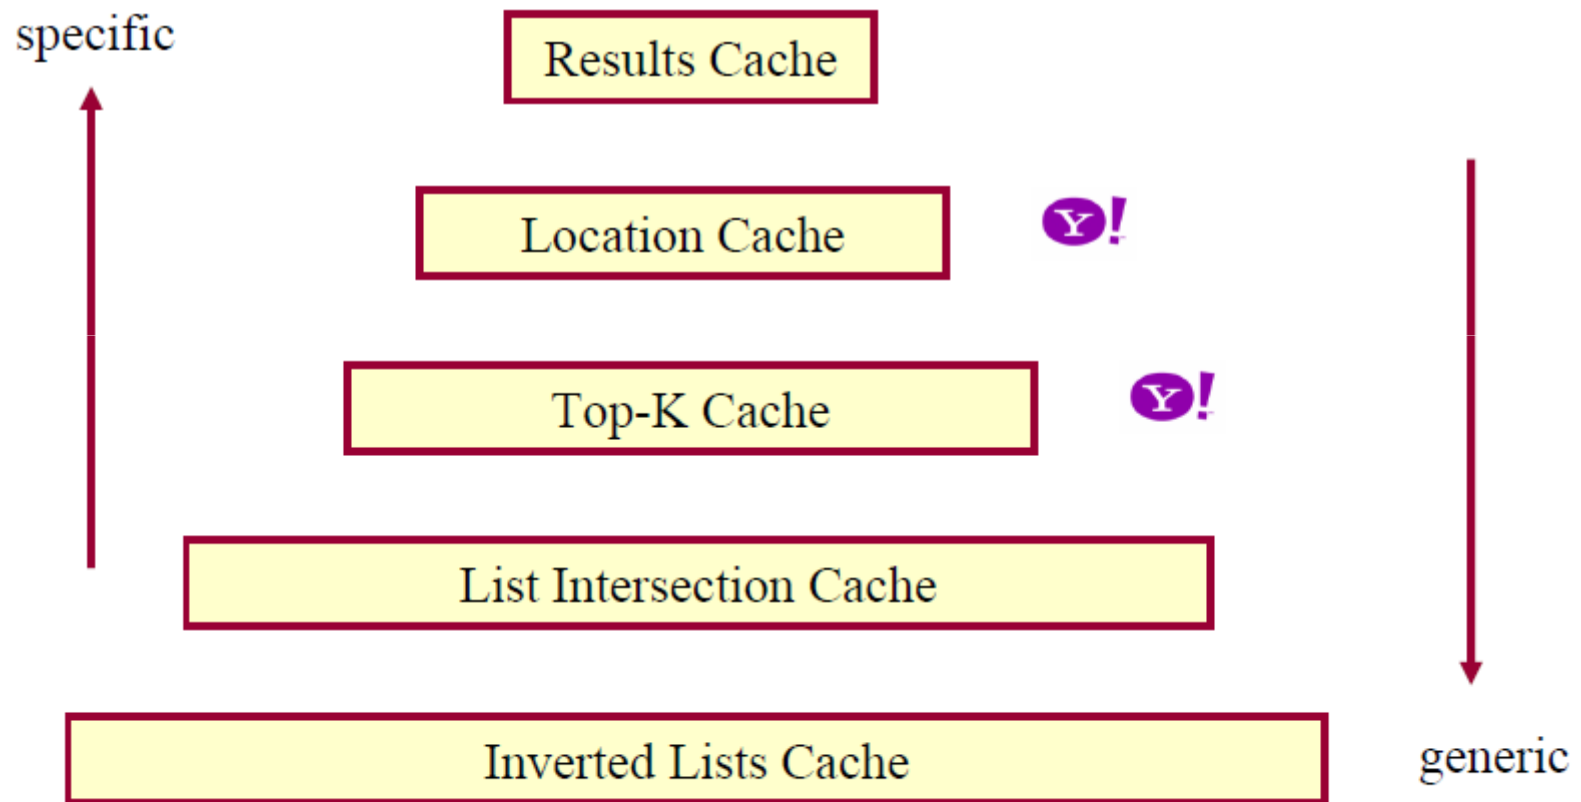 specific
Results Cache
Location Cache
Y!
Top-K Cache
Y!
List Intersection Cache
Inverted Lists Cache
generic